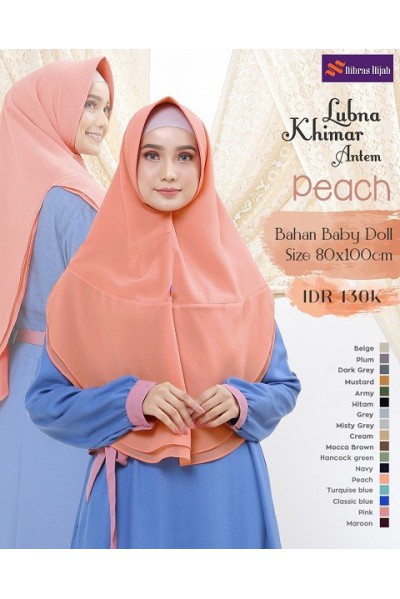 Nibras Hijab
Lubna
Khimar
Antem
Peach
Bahan Baby Doll
Size 80x100cm
IDR 130K
Beige
Plum
Dark Grey
Mustard
Army
Hitam
Grey
Misty Grey
Cream
Mocca Brown
Hancock green
Navy
Peach
Turquise blue
Classic blue
Pink
Maroon